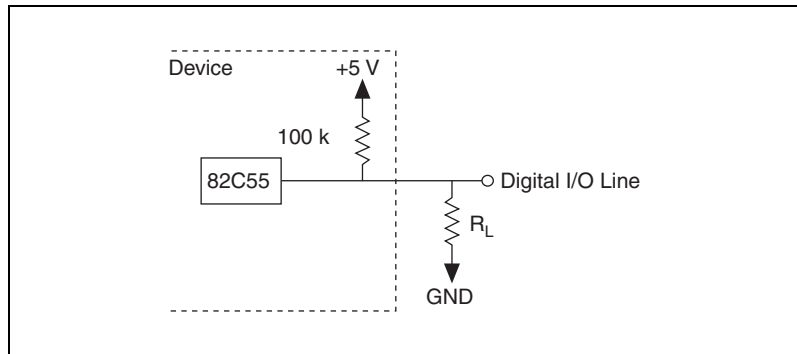 Device
+5 V
100 k
82C55
Digital I/O Line
RL
GND